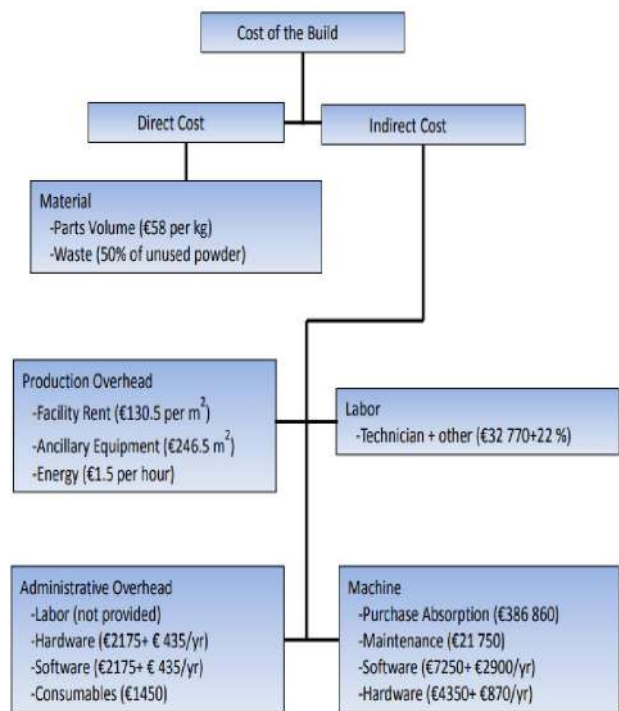 Cost of the Build
Direct Cost
Indirect Cost
Material
-Parts Volume (€58 per kg)
-Waste (50% of unused powder)
Production Overhead
-Facility Rent (€130.5 per m²)
-Ancillary Equipment (€246.5 m²)
-Energy (€1.5 per hour)
Labor
-Technician + other (€32 770+22 %)
Administrative Overhead
-Labor (not provided)
-Hardware (€2175+ € 435/yr)
-Software (€2175+ € 435/yr)
-Consumables (€1450)
Machine
-Purchase Absorption (€386 860)
-Maintenance (€21 750)
-Software (€7250+ €2900/yr)
-Hardware (€4350+ €870/yr)